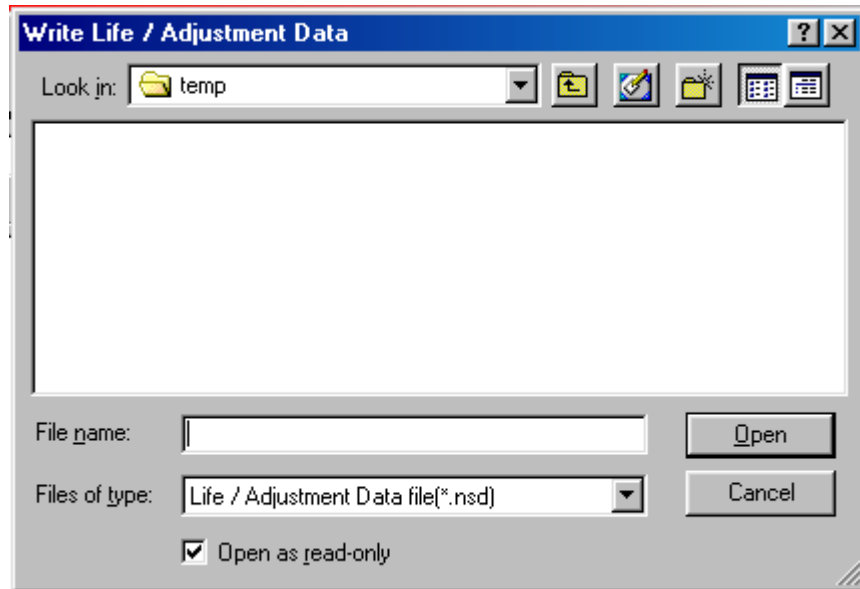 Write Life / Adjustment Data
Look in: temp
File name:
Open
Files of type: Life / Adjustment Data file(*.nsd)
Cancel
Open as read-only